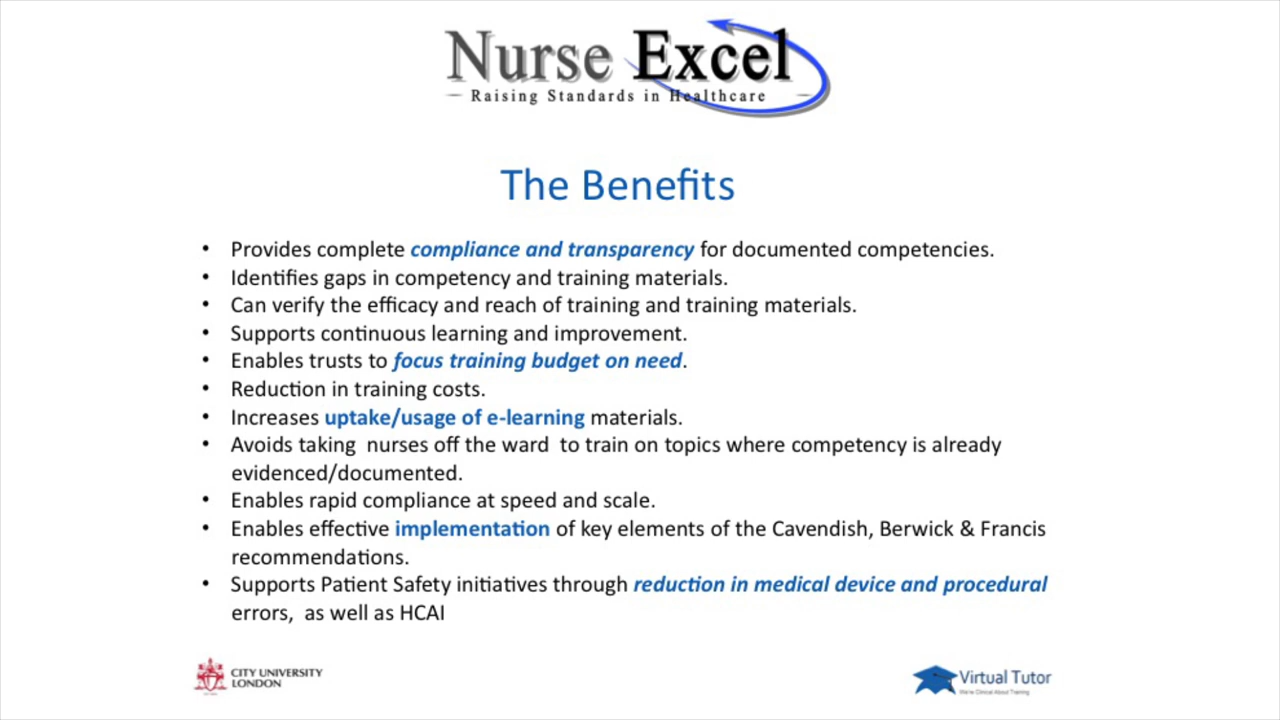 Nurse Excel
Raising Standards in Healthcare
The Benefits
• Provides complete compliance and transparency for documented competencies.
• Identifies gaps in competency and training materials.
• Can verify the efficacy and reach of training and training materials.
• Supports continuous learning and improvement.
• Enables trusts to focus training budget on need.
• Reduction in training costs.
• Increases uptake/usage of e-learning materials.
• Avoids taking  nurses off the ward  to train on topics where competency is already
evidenced/documented.
• Enables rapid compliance at speed and scale.
• Enables effective implementation of key elements of the Cavendish, Berwick & Francis
recommendations.
• Supports Patient Safety initiatives through reduction in medical device and procedural
errors,  as well as HCAI
CITY UNIVERSITY
LONDON
Virtual Tutor
We're Clinical About Training